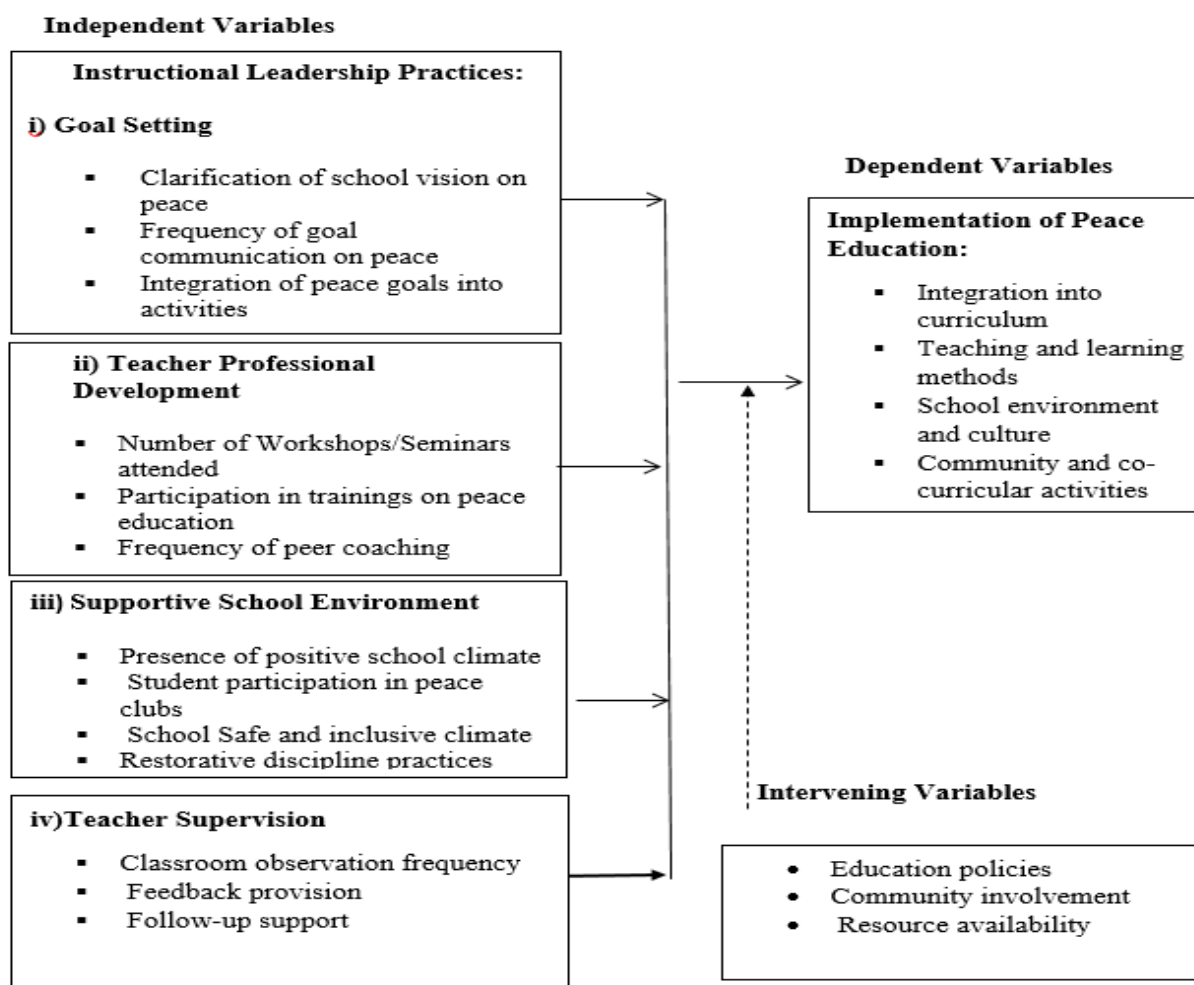 Independent Variables
Instructional Leadership Practices:
i) Goal Setting
▪ Clarification of school vision on
peace
▪ Frequency of goal
communication on peace
▪ Integration of peace goals into
activities
ii) Teacher Professional
Development
▪ Number of Workshops/Seminars
attended
▪ Participation in trainings on peace
education
▪ Frequency of peer coaching
iii) Supportive School Environment
▪ Presence of positive school climate
▪ Student participation in peace
clubs
▪ School Safe and inclusive climate
▪ Restorative discipline practices
iv)Teacher Supervision
▪ Classroom observation frequency
▪ Feedback provision
▪ Follow-up support
Dependent Variables
Implementation of Peace
Education:
▪ Integration into
curriculum
▪ Teaching and learning
methods
▪ School environment
and culture
▪ Community and co-
curricular activities
Intervening Variables
• Education policies
• Community involvement
• Resource availability